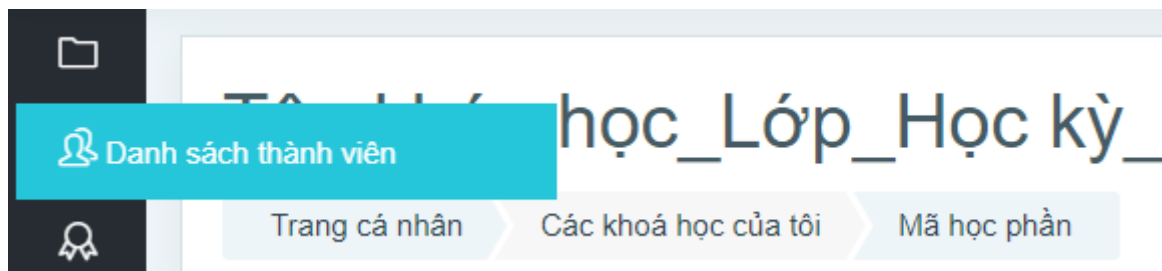 học_Lớp_Học kỳ_
Danh sách thành viên
Trang cá nhân Các khoá học của tôi Mã học phần